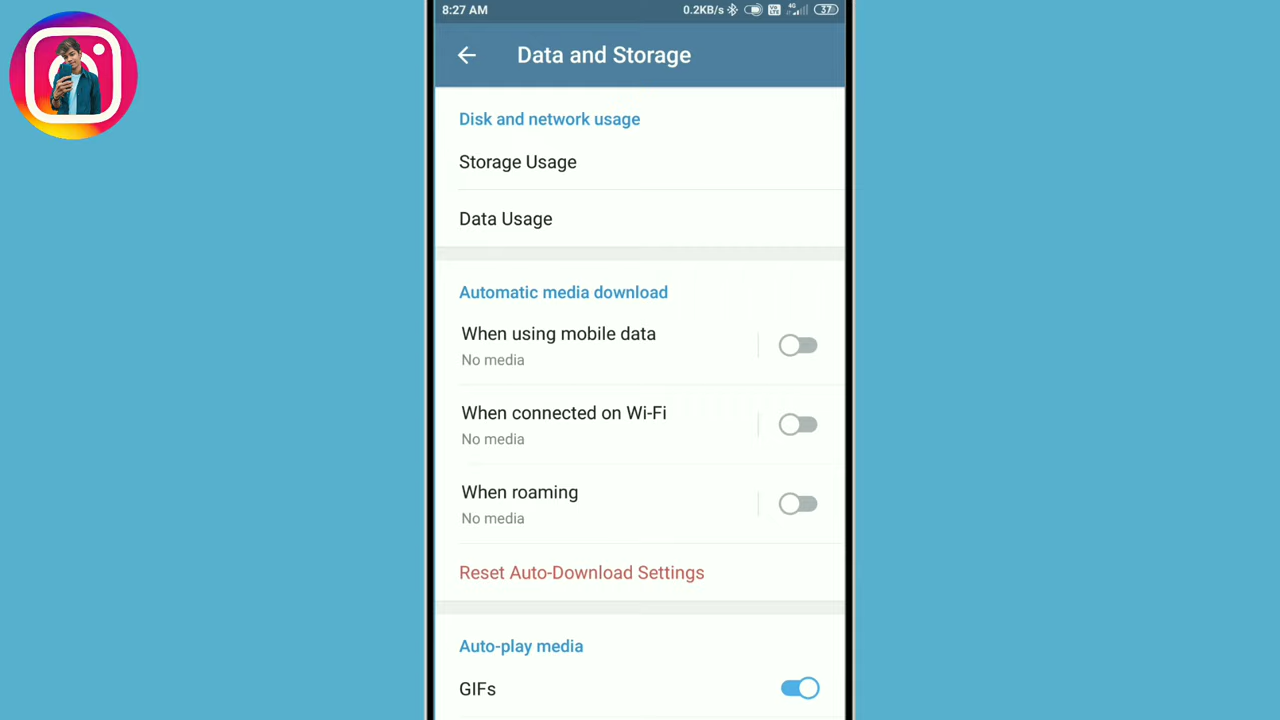 8:27 AM 0.2KB/s 4G 37
Data and Storage
Disk and network usage
Storage Usage
Data Usage
Automatic media download
When using mobile data
No media
When connected on Wi-Fi
No media
When roaming
No media
Reset Auto-Download Settings
Auto-play media
GIFs